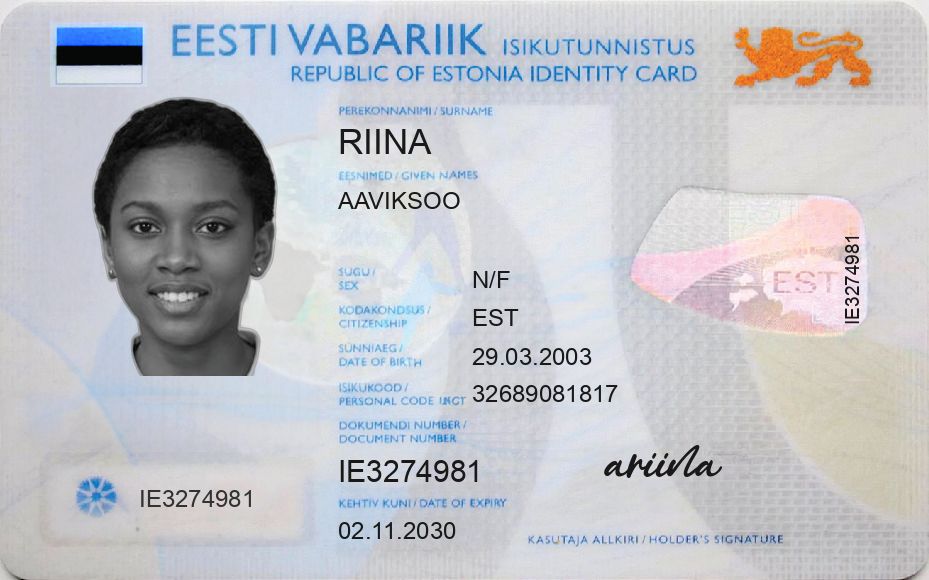 EESTI VABARIIK ISIKUTUNNISTUS
REPUBLIC OF ESTONIA IDENTITY CARD
PEREKONNANIMI / SURNAME
RIINA
EESNIMED / GIVEN NAMES
AAVIKSOO
SUGU /
SEX
N/F
KODAKONDSUS /
CITIZENSHIP
EST
SÜNNIAEG /
DATE OF BIRTH
29.03.2003
ISIKUKOOD /
PERSONAL CODE
32689081817
DOKUMENDI NUMBER /
DOCUMENT NUMBER
IE3274981
KEHTIV KUNI / DATE OF EXPIRY
02.11.2030
IE3274981
EST
IE3274981
ariina
KASUTAJA ALLKIRI / HOLDER'S SIGNATURE